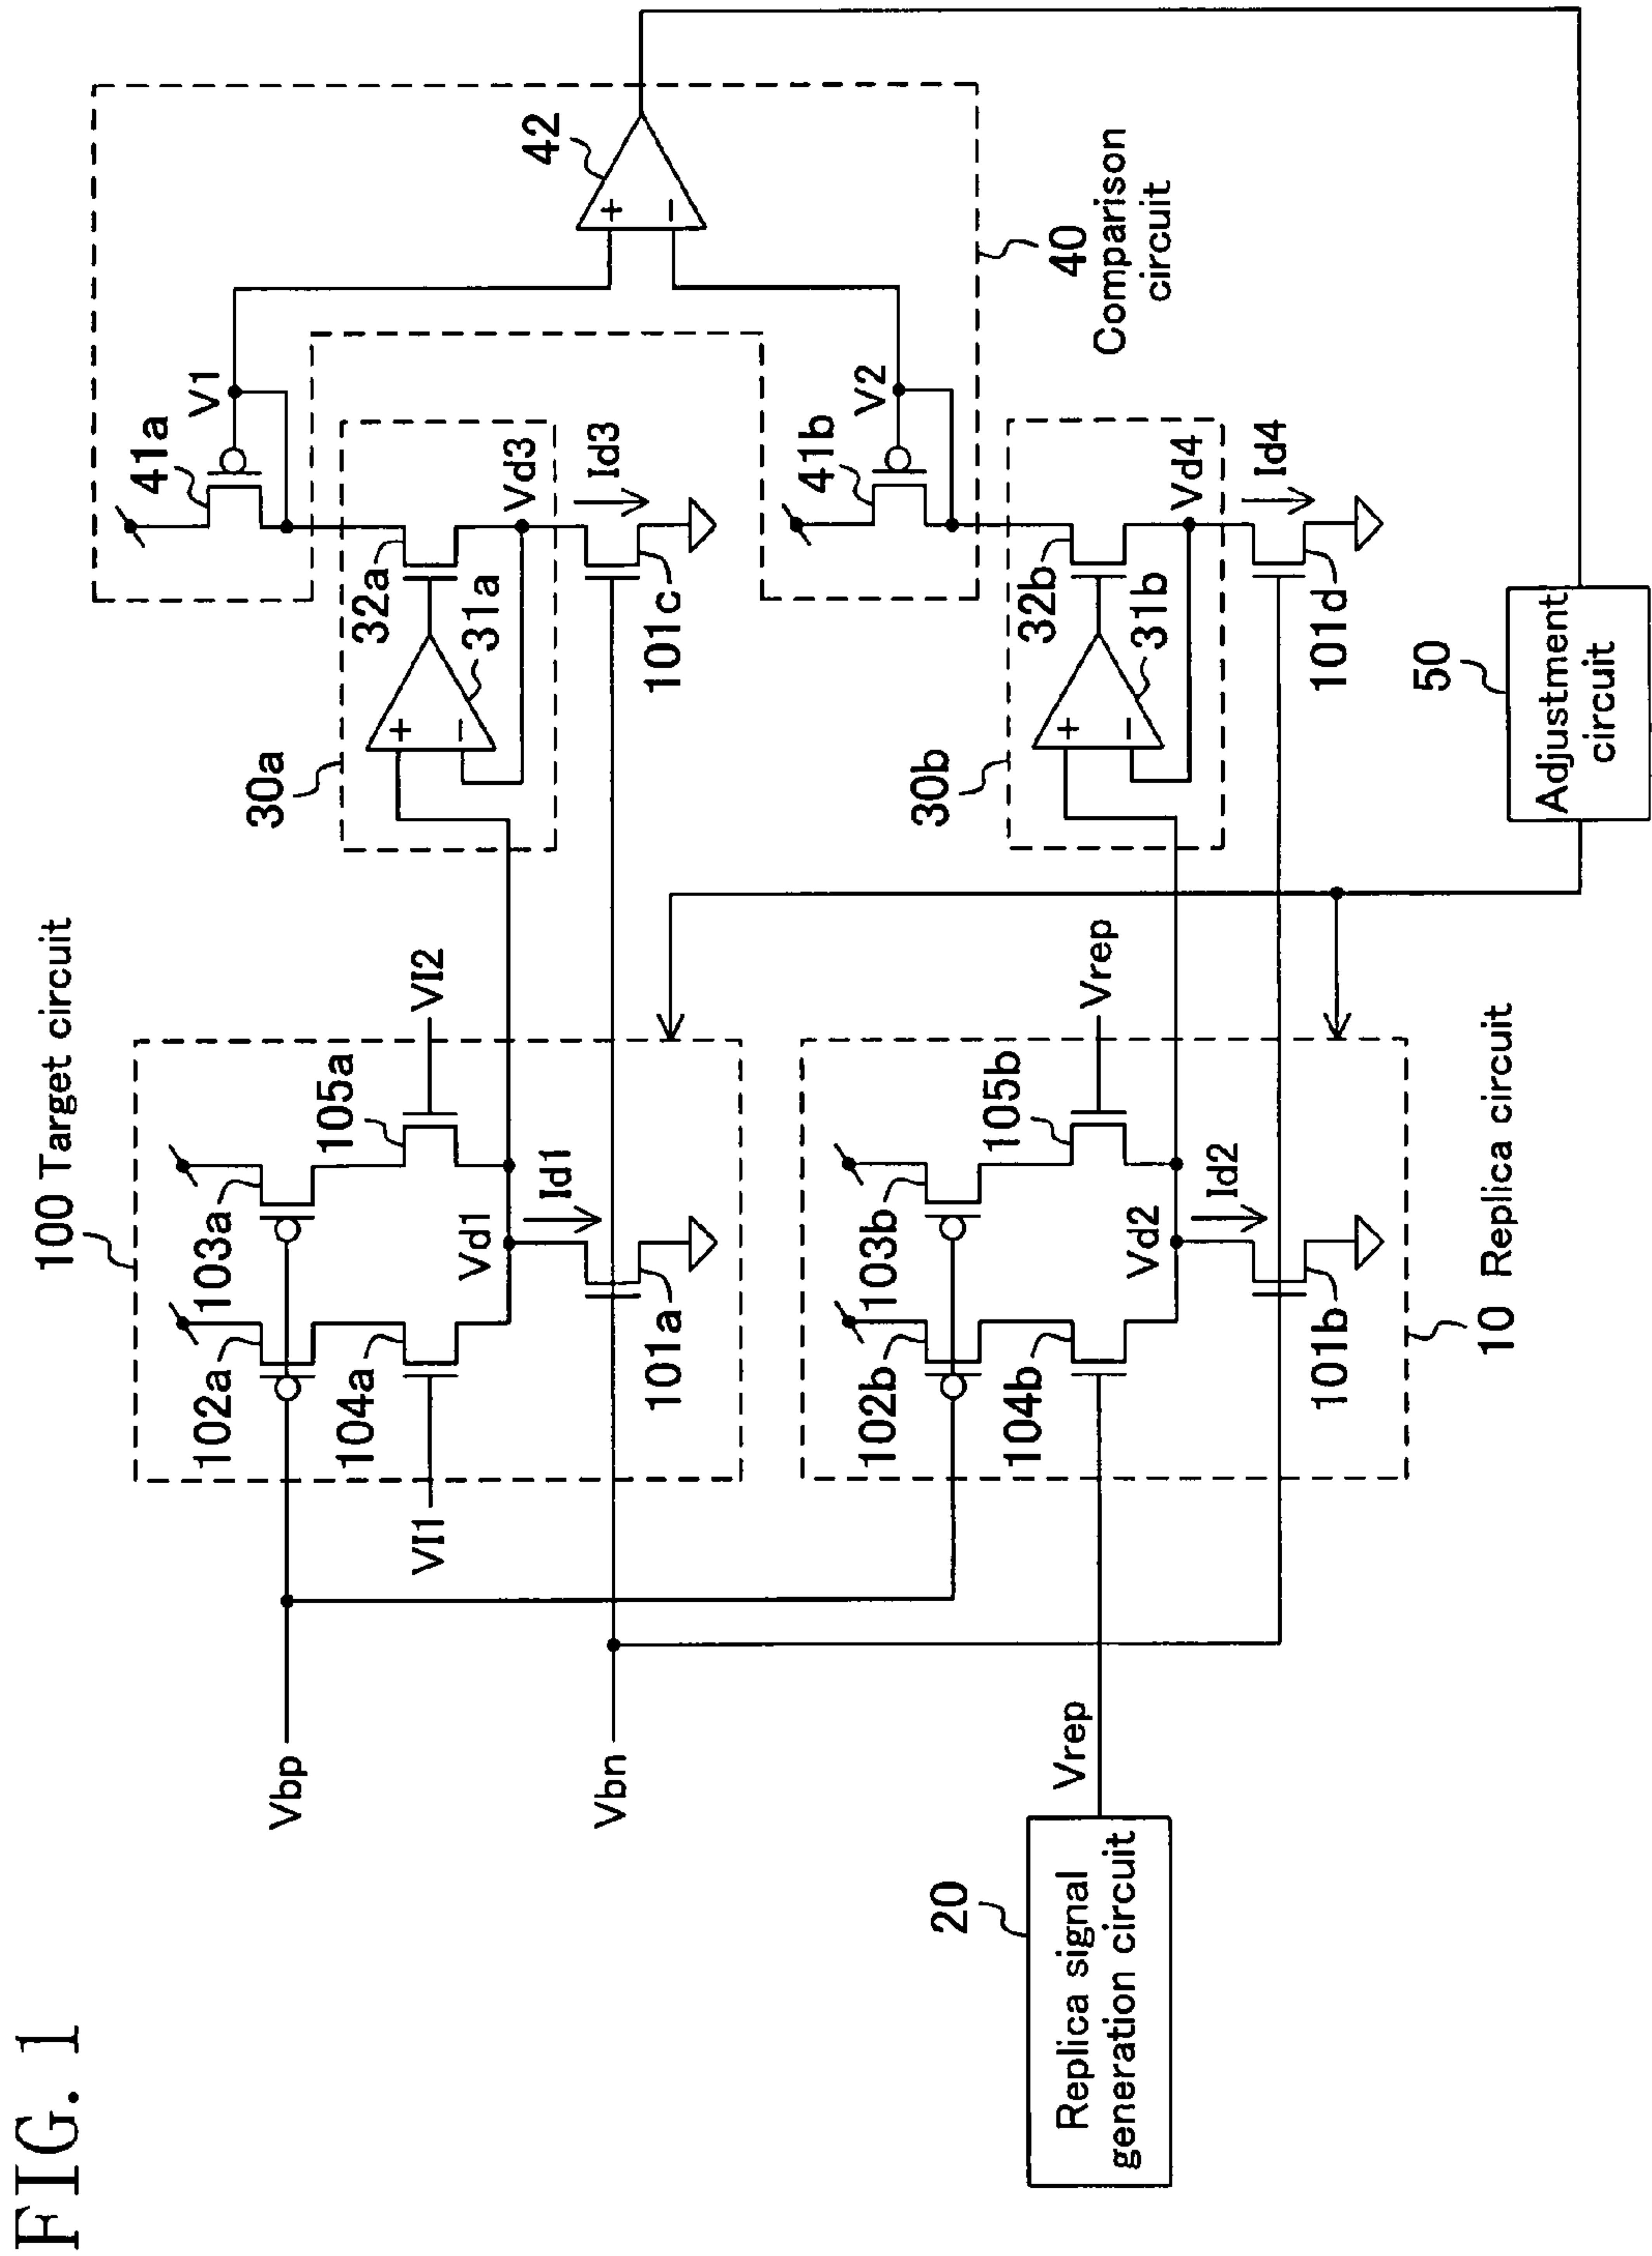 FIG. 1
100 Target circuit
102a
103a
104a
105a
VI1
VI2
Vd1
Id1
101a
Vbp
Vbn
30a
31a
32a
Vd3
Id3
101c
41a
V1
42
+
−
+
−
40
Comparison
circuit
41b
V2
30b
31b
32b
+
−
Vd4
Id4
101d
102b
103b
104b
105b
Vrep
Vd2
Id2
101b
10 Replica circuit
Vrep
20
Replica signal
generation circuit
50
Adjustment
circuit